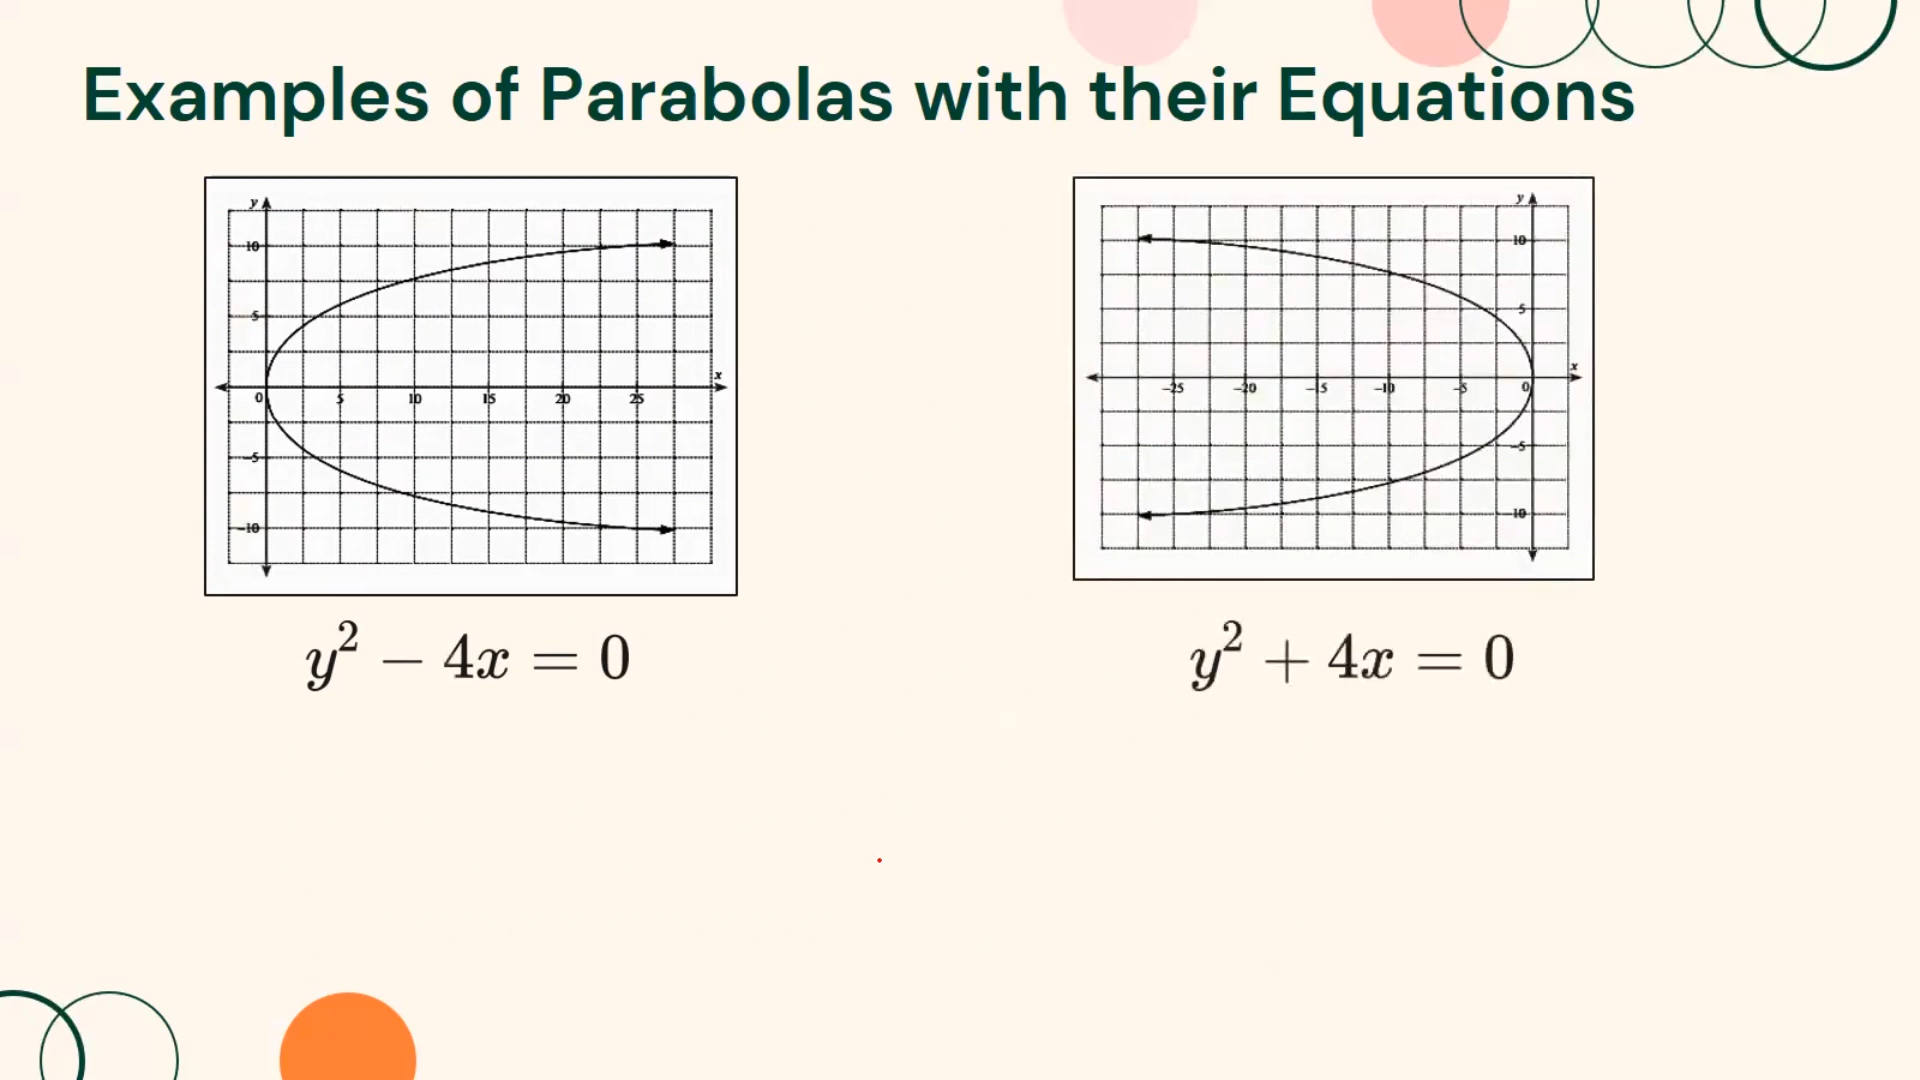 Examples of Parabolas with their Equations
y
10
5
x
0 5 10 15 20 25
-5
-10
y
10
5
x
-25 -20 -15 -10 -5 0
-5
10
y² − 4x = 0
y² + 4x = 0